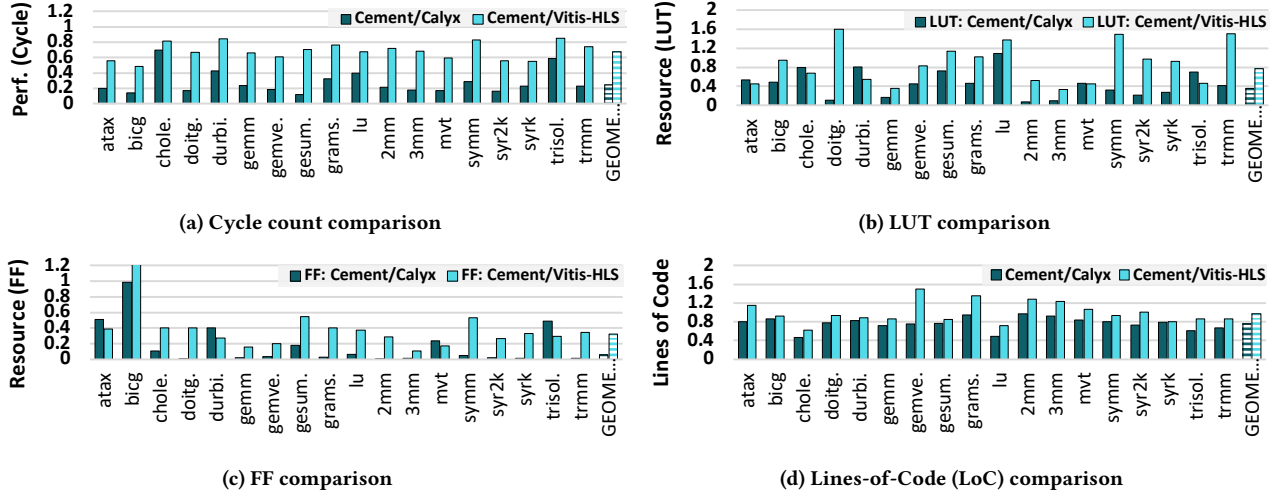 Perf. (Cycle)
1.2
1
0.8
0.6
0.4
0.2
0
Cement/Calyx
Cement/Vitis-HLS
atax
bicg
chole.
doitg.
durbi.
gemm
gemve.
gesum.
grams.
lu
2mm
3mm
mvt
symm
syr2k
syrk
trisol.
trmm
GEOME...
(a) Cycle count comparison
Resource (LUT)
2
1.6
1.2
0.8
0.4
0
LUT: Cement/Calyx
LUT: Cement/Vitis-HLS
atax
bicg
chole.
doitg.
durbi.
gemm
gemve.
gesum.
grams.
lu
2mm
3mm
mvt
symm
syr2k
syrk
trisol.
trmm
GEOME...
(b) LUT comparison
Resource (FF)
1.2
1
0.8
0.6
0.4
0.2
0
FF: Cement/Calyx
FF: Cement/Vitis-HLS
atax
bicg
chole.
doitg.
durbi.
gemm
gemve.
gesum.
grams.
lu
2mm
3mm
mvt
symm
syr2k
syrk
trisol.
trmm
GEOME...
(c) FF comparison
Lines of Code
2
1.6
1.2
0.8
0.4
0
Cement/Calyx
Cement/Vitis-HLS
atax
bicg
chole.
doitg.
durbi.
gemm
gemve.
gesum.
grams.
lu
2mm
3mm
mvt
symm
syr2k
syrk
trisol.
trmm
GEOME...
(d) Lines-of-Code (LoC) comparison